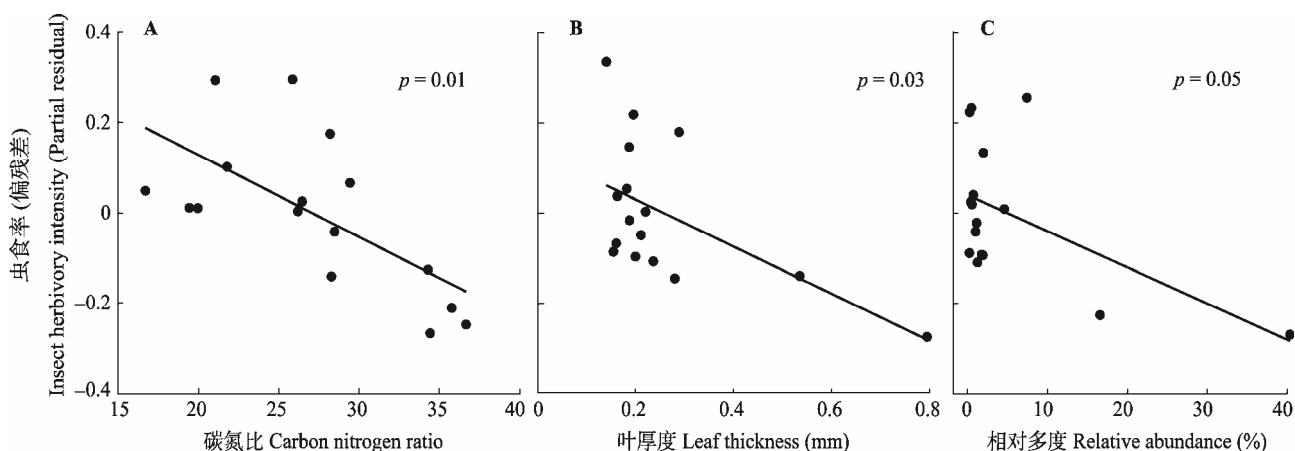 虫食率 (偏残差)
Insect herbivory intensity (Partial residual)
0.4
0.2
0
–0.2
–0.4
A
p = 0.01
15 20 25 30 35 40
碳氮比 Carbon nitrogen ratio
B
p = 0.03
0 0.2 0.4 0.6 0.8
叶厚度 Leaf thickness (mm)
C
p = 0.05
0 10 20 30 40
相对多度 Relative abundance (%)